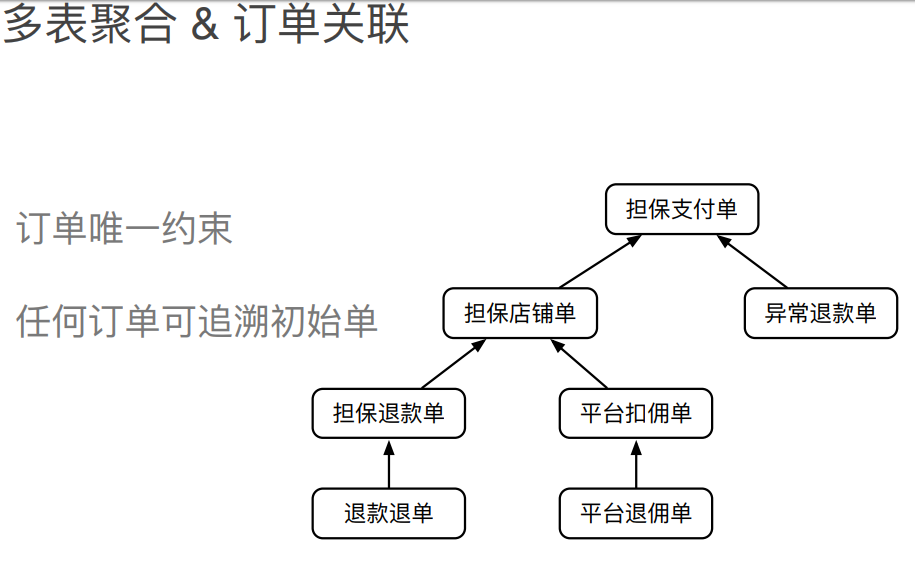 多表聚合 & 订单关联
订单唯一约束
任何订单可追溯初始单
担保支付单
担保店铺单
异常退款单
担保退款单
平台扣佣单
退款退单
平台退佣单